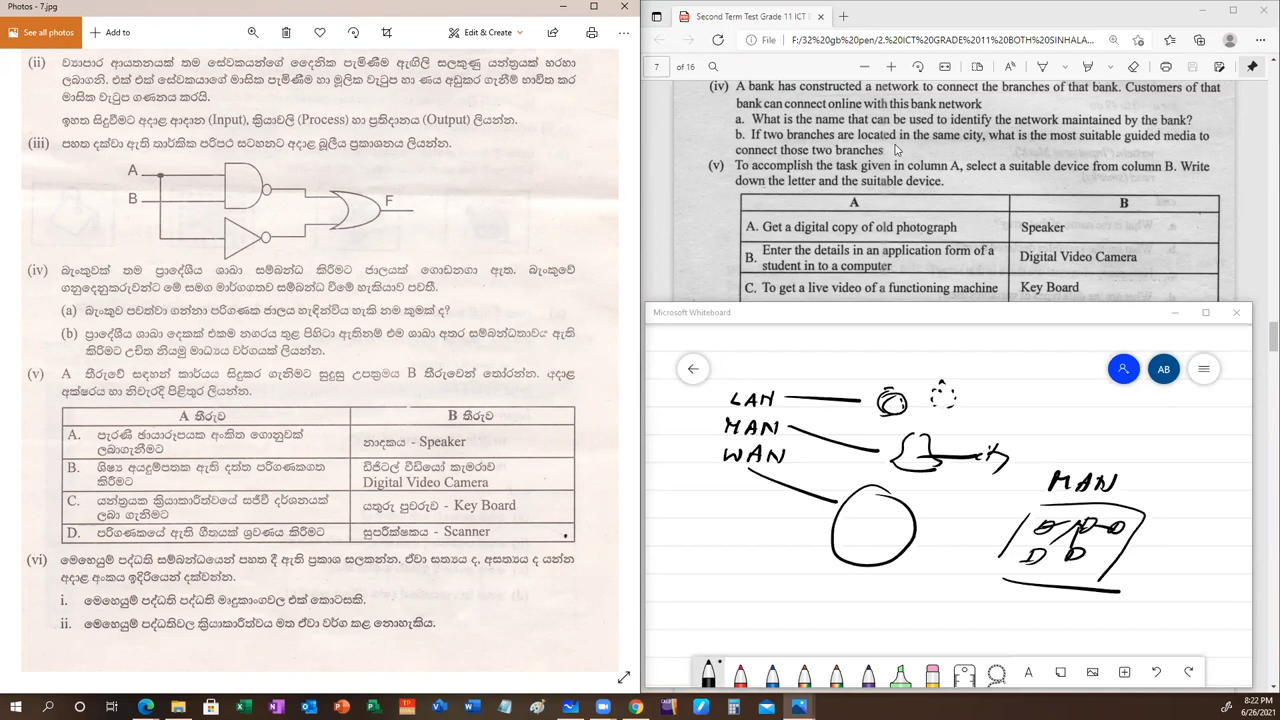 Photos - 7.jpg
See all photos
Add to
Edit & Create
(ii) ව්‍යාපාර ආයතනයක් තම සේවකයන්ගේ දෛනික පැමිණීම ඇඟිලි සලකුණු යන්ත්‍රයක් හරහා
ලබාගනී. එක් එක් සේවකයාගේ මාසික පැමිණීම හා මූලික වැටුප හා ණය අඩුකර ගැනීම් භාවිත කර
මාසික වැටුප ගණනය කරයි.
ඉහත සිදුවීමට අදාළ ආදාන (Input), ක්‍රියාවලි (Process) හා ප්‍රතිදානය (Output) ලියන්න.
(iii) පහත දක්වා ඇති තාර්කික පරිපථ සටහනට අදාළ බූලීය ප්‍රකාශනය ලියන්න.
A
B
F
(iv) බැංකුවක් තම ප්‍රාදේශීය ශාඛා සම්බන්ධ කිරීමට ජාලයක් ගොඩනගා ඇත. බැංකුවේ
ගනුදෙනුකරුවන්ට මේ සමග මාර්ගගතව සම්බන්ධ වීමේ හැකියාව පවතී.
(a) බැංකුව පවත්වා ගන්නා පරිගණක ජාලය හැඳින්විය හැකි නම කුමක් ද?
(b) ප්‍රාදේශීය ශාඛා දෙකක් එකම නගරය තුළ පිහිටා ඇතිනම් එම ශාඛා අතර සම්බන්ධතාවය ඇති
කිරීමට උචිත නියමු මාධ්‍යය වර්ගයක් ලියන්න.
(v) A තීරුවේ සඳහන් කාර්යය සිදුකර ගැනීමට සුදුසු උපක්‍රමය B තීරුවෙන් තෝරන්න. අදාළ
අක්ෂරය හා නිවැරදි පිළිතුර ලියන්න.
A තීරුව
B තීරුව
A. පැරණි ඡායාරූපයක අංකිත ගොනුවක්
ලබාගැනීමට
නාදකය - Speaker
B. ශිෂ්‍ය අයදුම්පතක ඇති දත්ත පරිගණකගත
කිරීමට
ඩිජිටල් වීඩියෝ කැමරාව
Digital Video Camera
C. යන්ත්‍රයක ක්‍රියාකාරීත්වයේ සජීවී දර්ශනයක්
ලබා ගැනීමට
යතුරු පුවරුව - Key Board
D. පරිගණකයේ ඇති ගීතයක් ශ්‍රවණය කිරීමට
සුපරීක්ෂකය - Scanner
(vi) මෙහෙයුම් පද්ධති සම්බන්ධයෙන් පහත දී ඇති ප්‍රකාශ සලකන්න. ඒවා සත්‍යය ද, අසත්‍යය ද යන්න
අදාළ අංකය ඉදිරියෙන් දක්වන්න.
i. මෙහෙයුම් පද්ධති පද්ධති මෘදුකාංගවල එක් කොටසකි.
ii. මෙහෙයුම් පද්ධතිවල ක්‍රියාකාරීත්වය මත ඒවා වර්ග කළ නොහැකිය.
Second Term Test Grade 11 ICT
File
F:/32%20gb%20pen/2.%20ICT%20GRADE%2011%20BOTH%20SINHALA...
7 of 16
(iv) A bank has constructed a network to connect the branches of that bank. Customers of that
bank can connect online with this bank network
a. What is the name that can be used to identify the network maintained by the bank?
b. If two branches are located in the same city, what is the most suitable guided media to
connect those two branches
(v) To accomplish the task given in column A, select a suitable device from column B. Write
down the letter and the suitable device.
A
B
A. Get a digital copy of old photograph
Speaker
B. Enter the details in an application form of a
student in to a computer
Digital Video Camera
C. To get a live video of a functioning machine
Key Board
Microsoft Whiteboard
AB
LAN
MAN
WAN
city
MAN
8:22 PM
6/26/2021